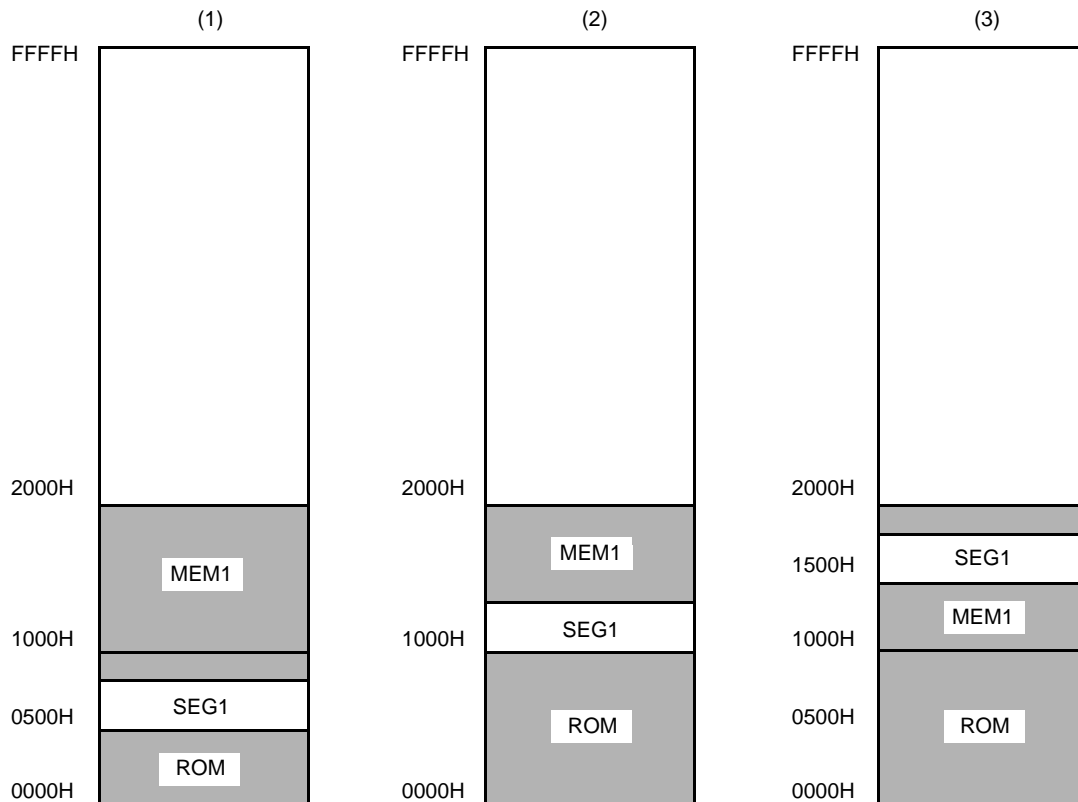 (1)
FFFFH
2000H
MEM1
1000H
SEG1
0500H
ROM
0000H
(2)
FFFFH
2000H
MEM1
SEG1
1000H
ROM
0000H
(3)
FFFFH
2000H
SEG1
1500H
MEM1
1000H
0500H
ROM
0000H